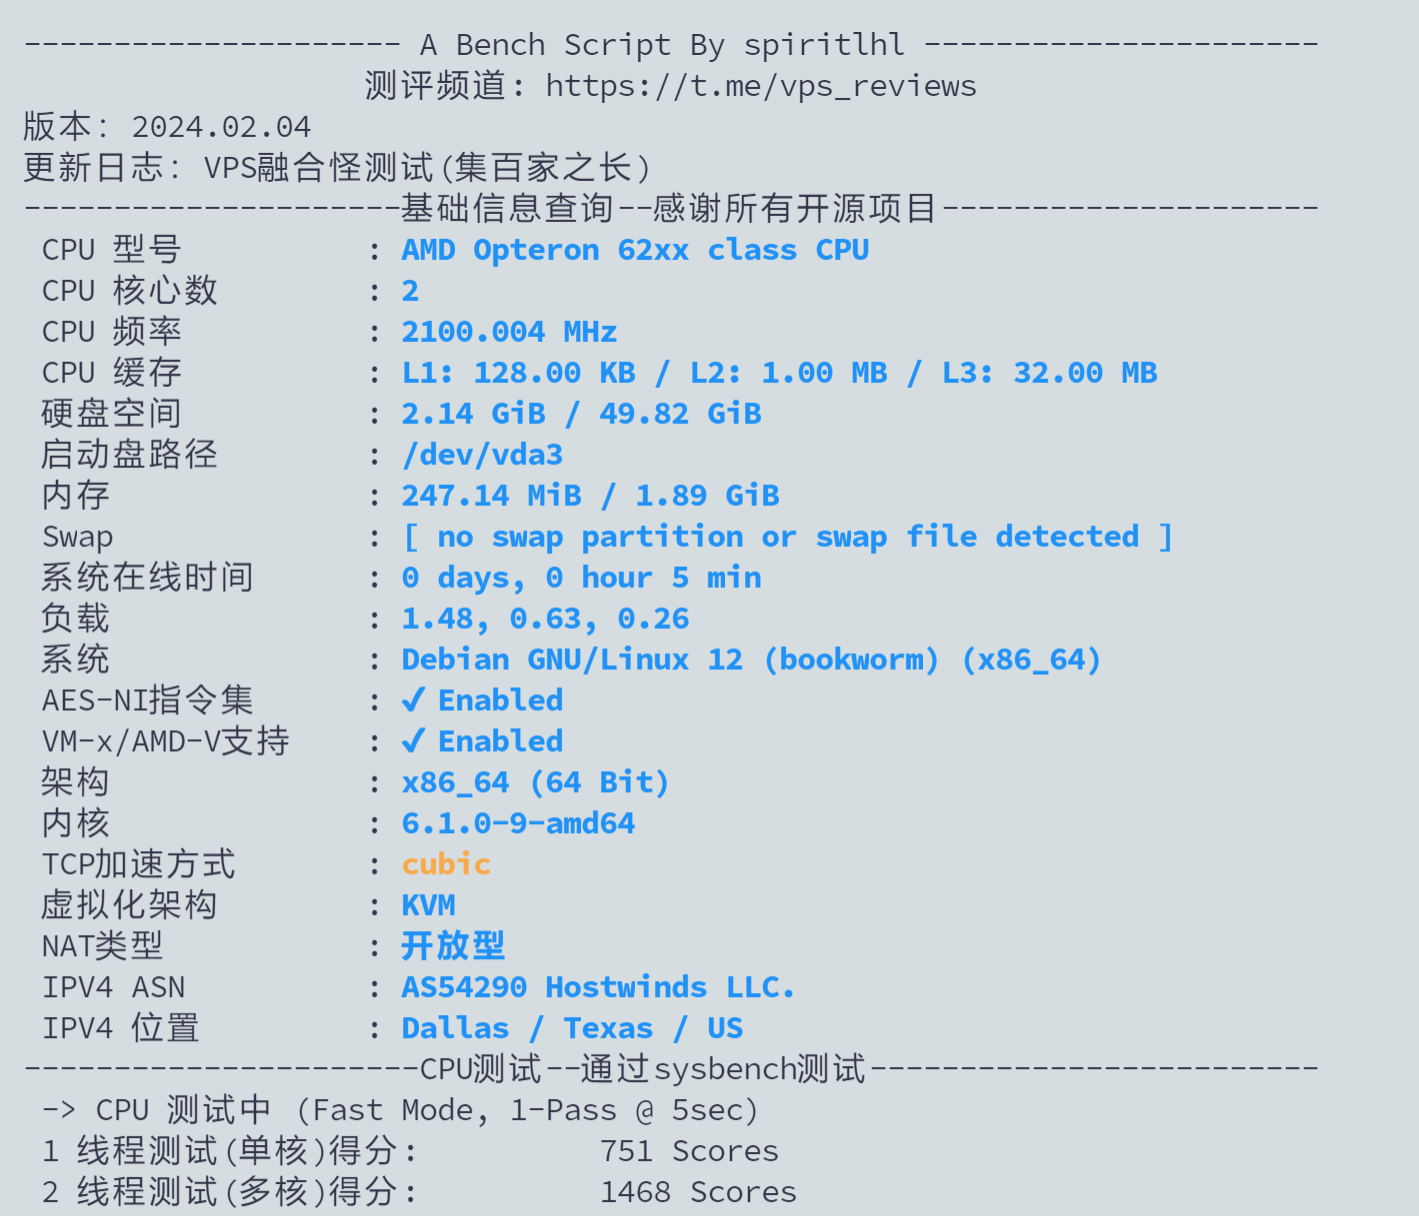 --------------------- A Bench Script By spiritlhl ----------------------
测评频道: https://t.me/vps_reviews
版本: 2024.02.04
更新日志: VPS融合怪测试(集百家之长)
---------------------基础信息查询--感谢所有开源项目---------------------
CPU 型号 : AMD Opteron 62xx class CPU
CPU 核心数 : 2
CPU 频率 : 2100.004 MHz
CPU 缓存 : L1: 128.00 KB / L2: 1.00 MB / L3: 32.00 MB
硬盘空间 : 2.14 GiB / 49.82 GiB
启动盘路径 : /dev/vda3
内存 : 247.14 MiB / 1.89 GiB
Swap : [ no swap partition or swap file detected ]
系统在线时间 : 0 days, 0 hour 5 min
负载 : 1.48, 0.63, 0.26
系统 : Debian GNU/Linux 12 (bookworm) (x86_64)
AES-NI指令集 : ✔ Enabled
VM-x/AMD-V支持 : ✔ Enabled
架构 : x86_64 (64 Bit)
内核 : 6.1.0-9-amd64
TCP加速方式 : cubic
虚拟化架构 : KVM
NAT类型 : 开放型
IPV4 ASN : AS54290 Hostwinds LLC.
IPV4 位置 : Dallas / Texas / US
----------------------CPU测试--通过sysbench测试-------------------------
-> CPU 测试中 (Fast Mode, 1-Pass @ 5sec)
1 线程测试(单核)得分: 751 Scores
2 线程测试(多核)得分: 1468 Scores